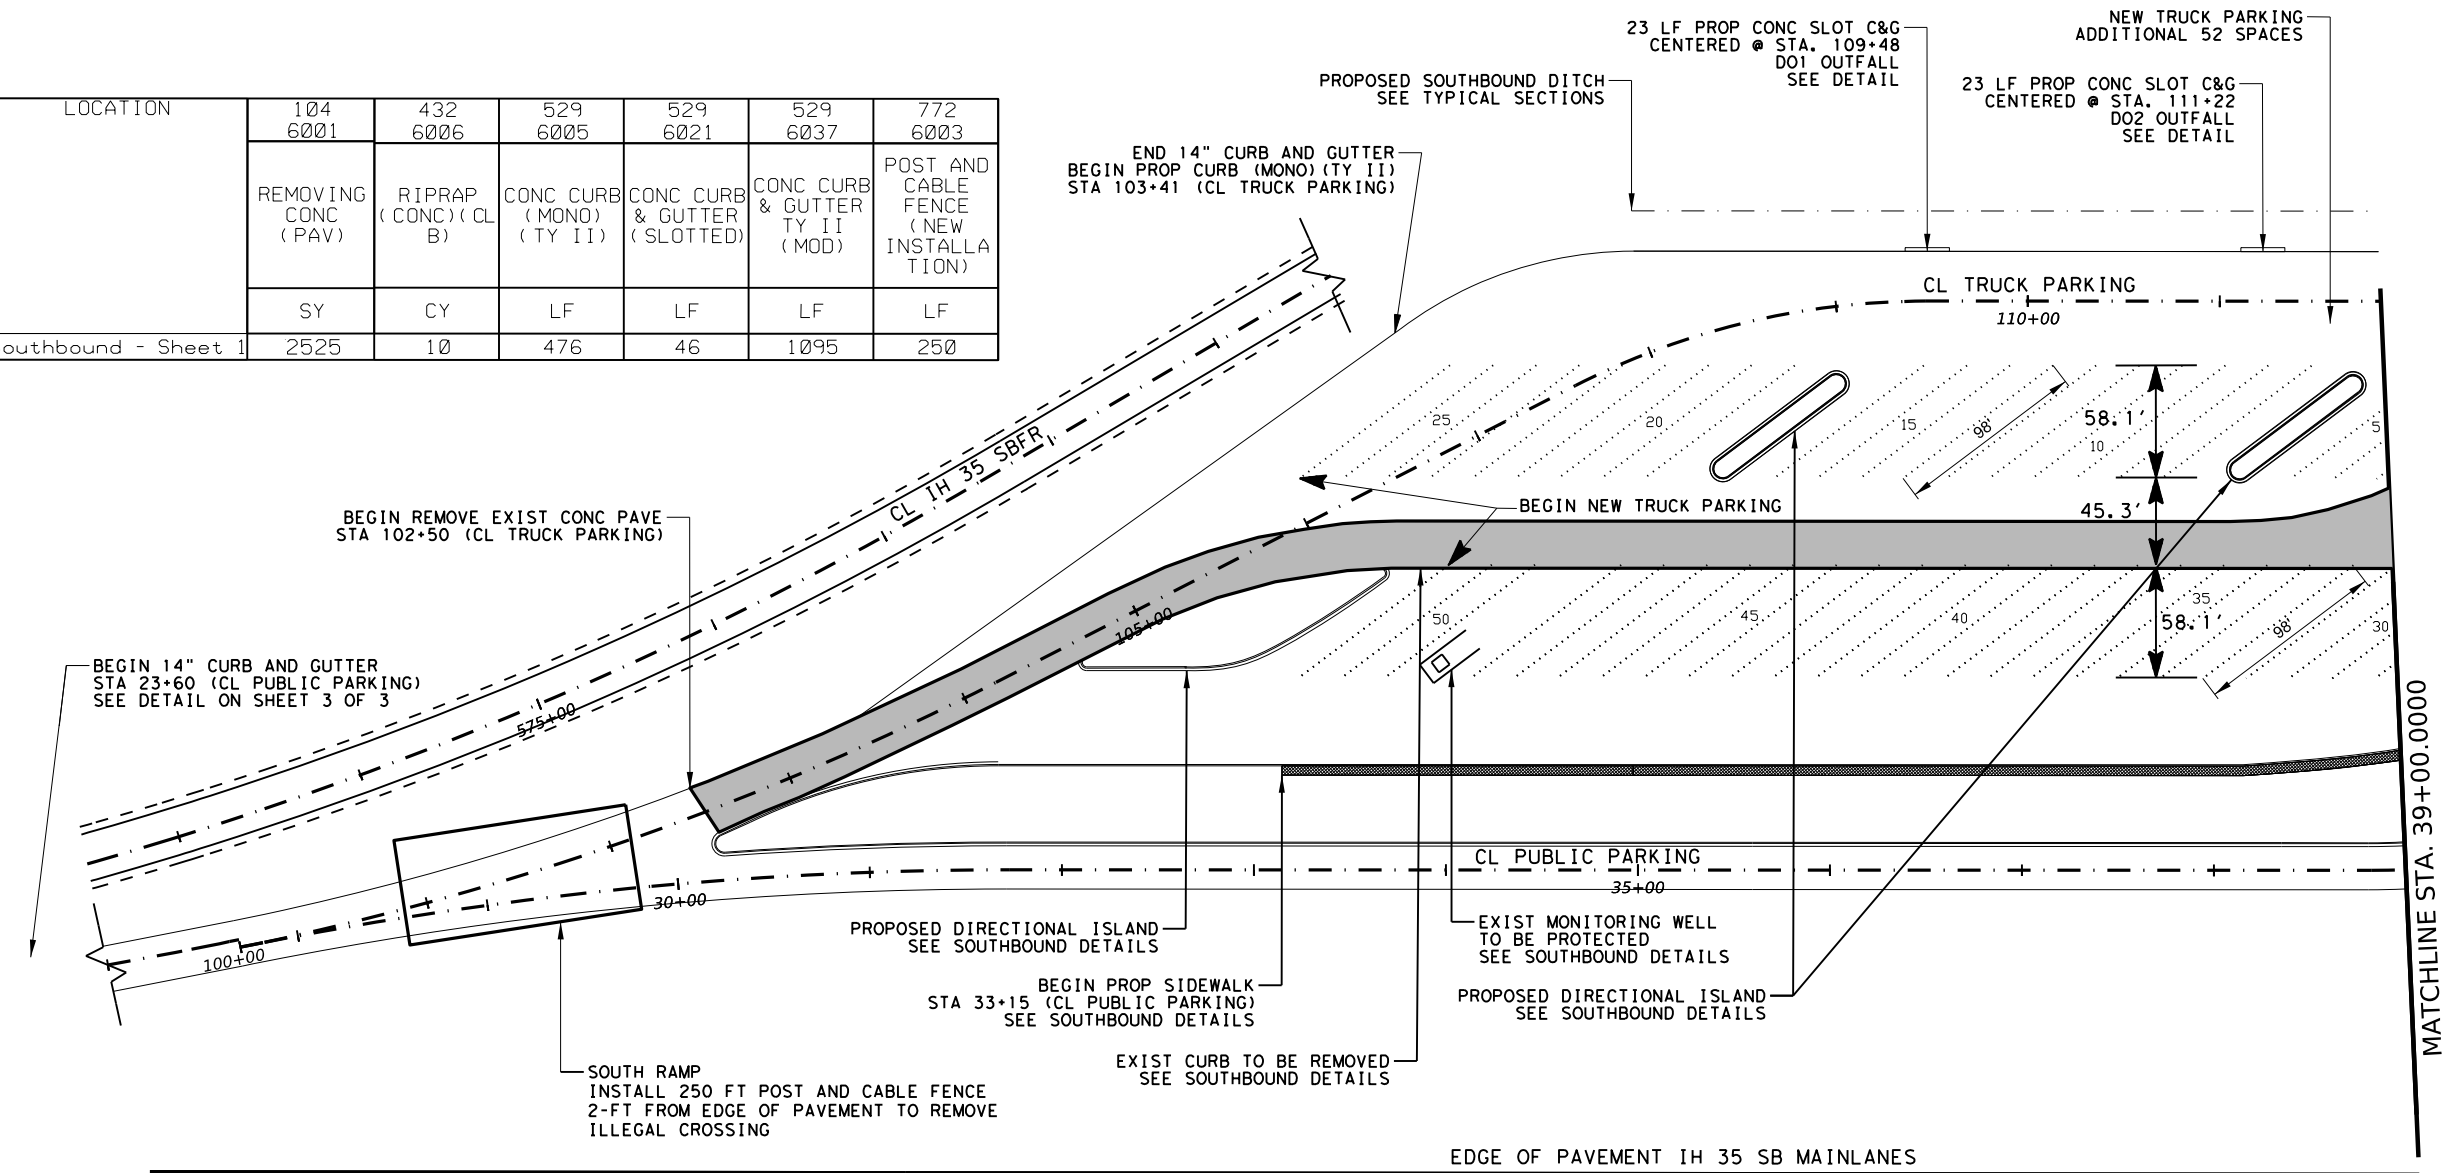 LOCATION
104
6001
432
6006
529
6005
529
6021
529
6037
772
6003
REMOVING
CONC
(PAV)
RIPRAP
(CONC)(CL
B)
CONC CURB
(MONO)
(TY II)
CONC CURB
& GUTTER
(SLOTTED)
CONC CURB
& GUTTER
TY II
(MOD)
POST AND
CABLE
FENCE
(NEW
INSTALLA
TION)
SY
CY
LF
LF
LF
LF
outhbound - Sheet 1
2525
10
476
46
1095
250
23 LF PROP CONC SLOT C&G
CENTERED @ STA. 109+48
DO1 OUTFALL
SEE DETAIL
NEW TRUCK PARKING
ADDITIONAL 52 SPACES
PROPOSED SOUTHBOUND DITCH
SEE TYPICAL SECTIONS
23 LF PROP CONC SLOT C&G
CENTERED @ STA. 111+22
DO2 OUTFALL
SEE DETAIL
END 14" CURB AND GUTTER
BEGIN PROP CURB (MONO)(TY II)
STA 103+41 (CL TRUCK PARKING)
CL TRUCK PARKING
110+00
CL IH 35 SBFR
25
20
15
98'
58.1'
10
5
BEGIN NEW TRUCK PARKING
45.3'
BEGIN REMOVE EXIST CONC PAVE
STA 102+50 (CL TRUCK PARKING)
105+00
50
45
40
35
58.1'
98'
30
BEGIN 14" CURB AND GUTTER
STA 23+60 (CL PUBLIC PARKING)
SEE DETAIL ON SHEET 3 OF 3
575+00
MATCHLINE STA. 39+00.0000
CL PUBLIC PARKING
35+00
30+00
100+00
PROPOSED DIRECTIONAL ISLAND
SEE SOUTHBOUND DETAILS
EXIST MONITORING WELL
TO BE PROTECTED
SEE SOUTHBOUND DETAILS
BEGIN PROP SIDEWALK
STA 33+15 (CL PUBLIC PARKING)
SEE SOUTHBOUND DETAILS
PROPOSED DIRECTIONAL ISLAND
SEE SOUTHBOUND DETAILS
EXIST CURB TO BE REMOVED
SEE SOUTHBOUND DETAILS
SOUTH RAMP
INSTALL 250 FT POST AND CABLE FENCE
2-FT FROM EDGE OF PAVEMENT TO REMOVE
ILLEGAL CROSSING
EDGE OF PAVEMENT IH 35 SB MAINLANES